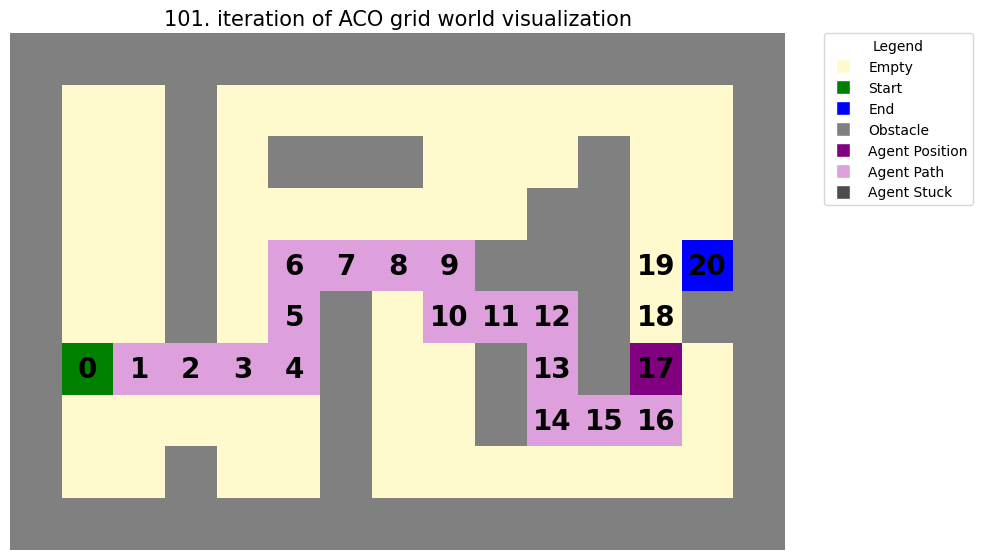 101. iteration of ACO grid world visualization
Legend
Empty
Start
End
Obstacle
Agent Position
Agent Path
Agent Stuck
6 7 8 9 19 20
5 10 11 12 18
0 1 2 3 4 13 17
14 15 16